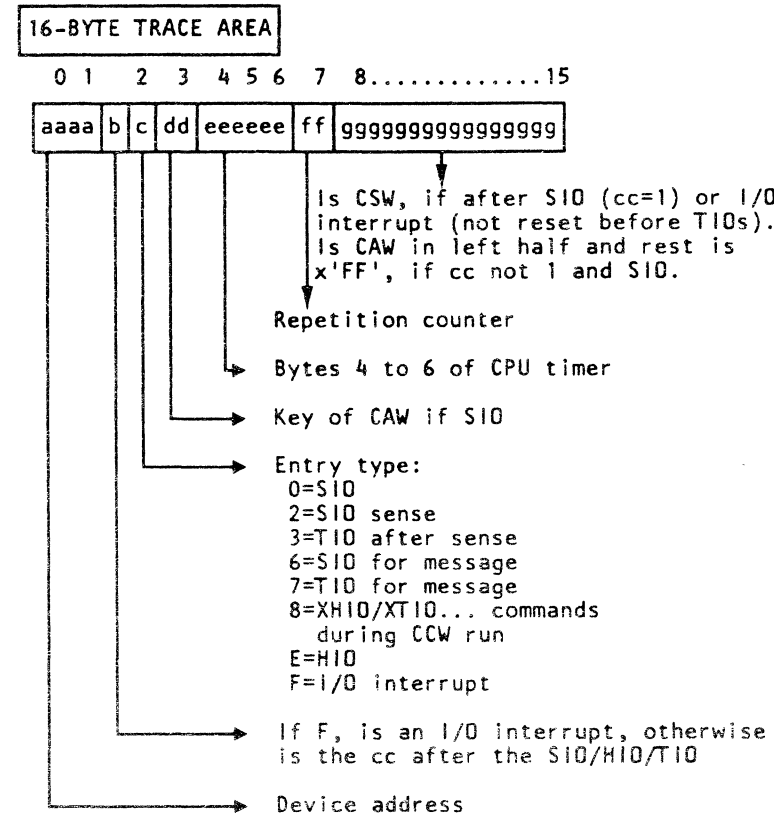 16-BYTE TRACE AREA
0 1 2 3 4 5 6 7 8..............15
aaaa b c dd eeeeee ff gggggggggggggggg
Is CSW, if after SIO (cc=1) or I/O
interrupt (not reset before TIOs).
Is CAW in left half and rest is
x'FF', if cc not 1 and SIO.
Repetition counter
Bytes 4 to 6 of CPU timer
Key of CAW if SIO
Entry type:
0=SIO
2=SIO sense
3=TIO after sense
6=SIO for message
7=TIO for message
8=XHIO/XTIO... commands
during CCW run
E=HIO
F=I/O interrupt
If F, is an I/O interrupt, otherwise
is the cc after the SIO/HIO/TIO
Device address